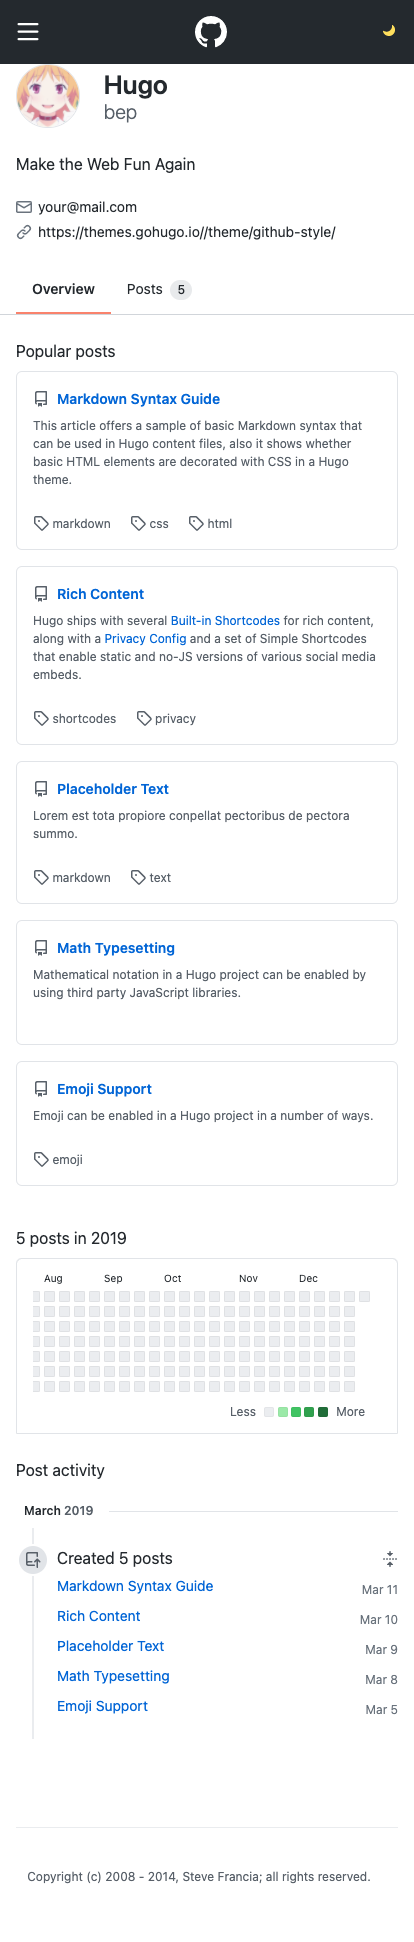 Hugo
bep
Make the Web Fun Again
your@mail.com
https://themes.gohugo.io//theme/github-style/
Overview Posts 5
Popular posts
Markdown Syntax Guide
This article offers a sample of basic Markdown syntax that
can be used in Hugo content files, also it shows whether
basic HTML elements are decorated with CSS in a Hugo
theme.
markdown css html
Rich Content
Hugo ships with several Built-in Shortcodes for rich content,
along with a Privacy Config and a set of Simple Shortcodes
that enable static and no-JS versions of various social media
embeds.
shortcodes privacy
Placeholder Text
Lorem est tota propiore conpellat pectoribus de pectora
summo.
markdown text
Math Typesetting
Mathematical notation in a Hugo project can be enabled by
using third party JavaScript libraries.
Emoji Support
Emoji can be enabled in a Hugo project in a number of ways.
emoji
5 posts in 2019
Aug Sep Oct Nov Dec
Less More
Post activity
March 2019
Created 5 posts
Markdown Syntax Guide Mar 11
Rich Content Mar 10
Placeholder Text Mar 9
Math Typesetting Mar 8
Emoji Support Mar 5
Copyright (c) 2008 - 2014, Steve Francia; all rights reserved.